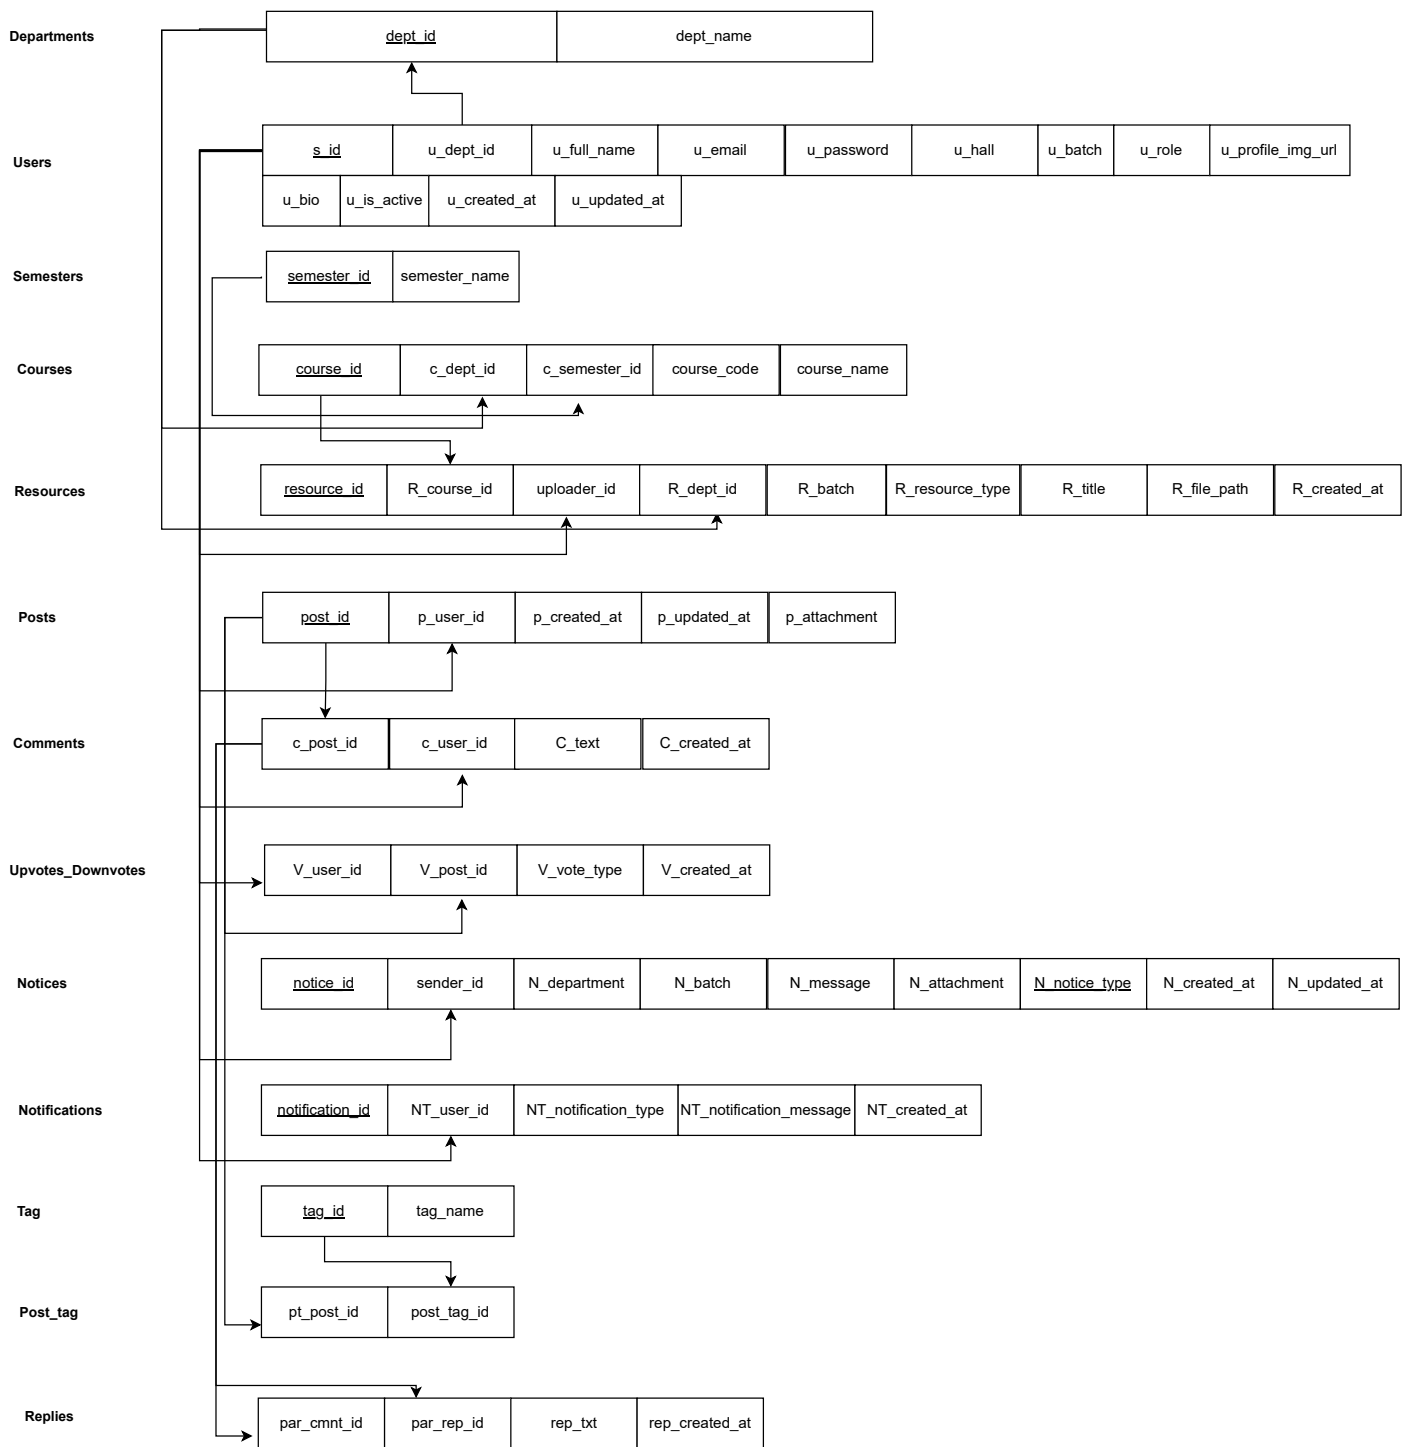 Departments dept_id dept_name
Users s_id u_dept_id u_full_name u_email u_password u_hall u_batch u_role u_profile_img_url
u_bio u_is_active u_created_at u_updated_at
Semesters semester_id semester_name
Courses course_id c_dept_id c_semester_id course_code course_name
Resources resource_id R_course_id uploader_id R_dept_id R_batch R_resource_type R_title R_file_path R_created_at
Posts post_id p_user_id p_created_at p_updated_at p_attachment
Comments c_post_id c_user_id C_text C_created_at
Upvotes_Downvotes V_user_id V_post_id V_vote_type V_created_at
Notices notice_id sender_id N_department N_batch N_message N_attachment N_notice_type N_created_at N_updated_at
Notifications notification_id NT_user_id NT_notification_type NT_notification_message NT_created_at
Tag tag_id tag_name
Post_tag pt_post_id post_tag_id
Replies par_cmnt_id par_rep_id rep_txt rep_created_at